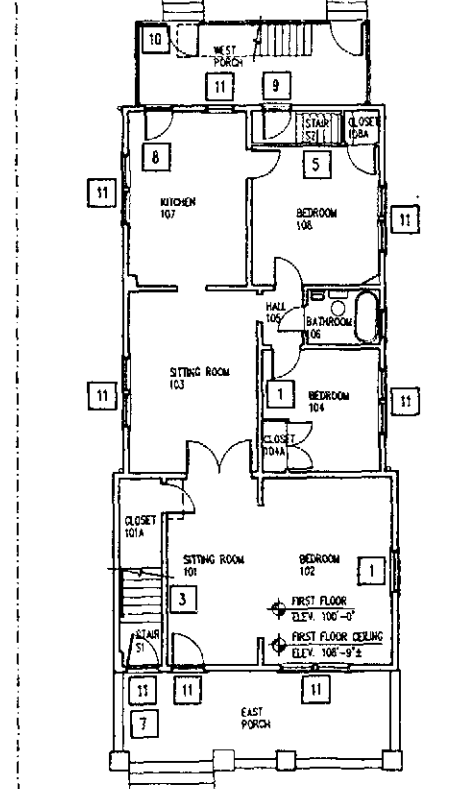 10
WEST
PORCH
11
9
STAIR
S2
CLOSET
108A
8
5
KITCHEN
107
BEDROOM
108
11
11
HALL
105
BATHROOM
106
SITTING ROOM
103
1
BEDROOM
104
11
11
CLOSET
104A
CLOSET
101A
SITTING ROOM
101
BEDROOM
102
1
3
FIRST FLOOR
ELEV. 100'-0"
FIRST FLOOR CEILING
ELEV. 108'-9"±
STAIR
S1
11
11
11
7
EAST
PORCH